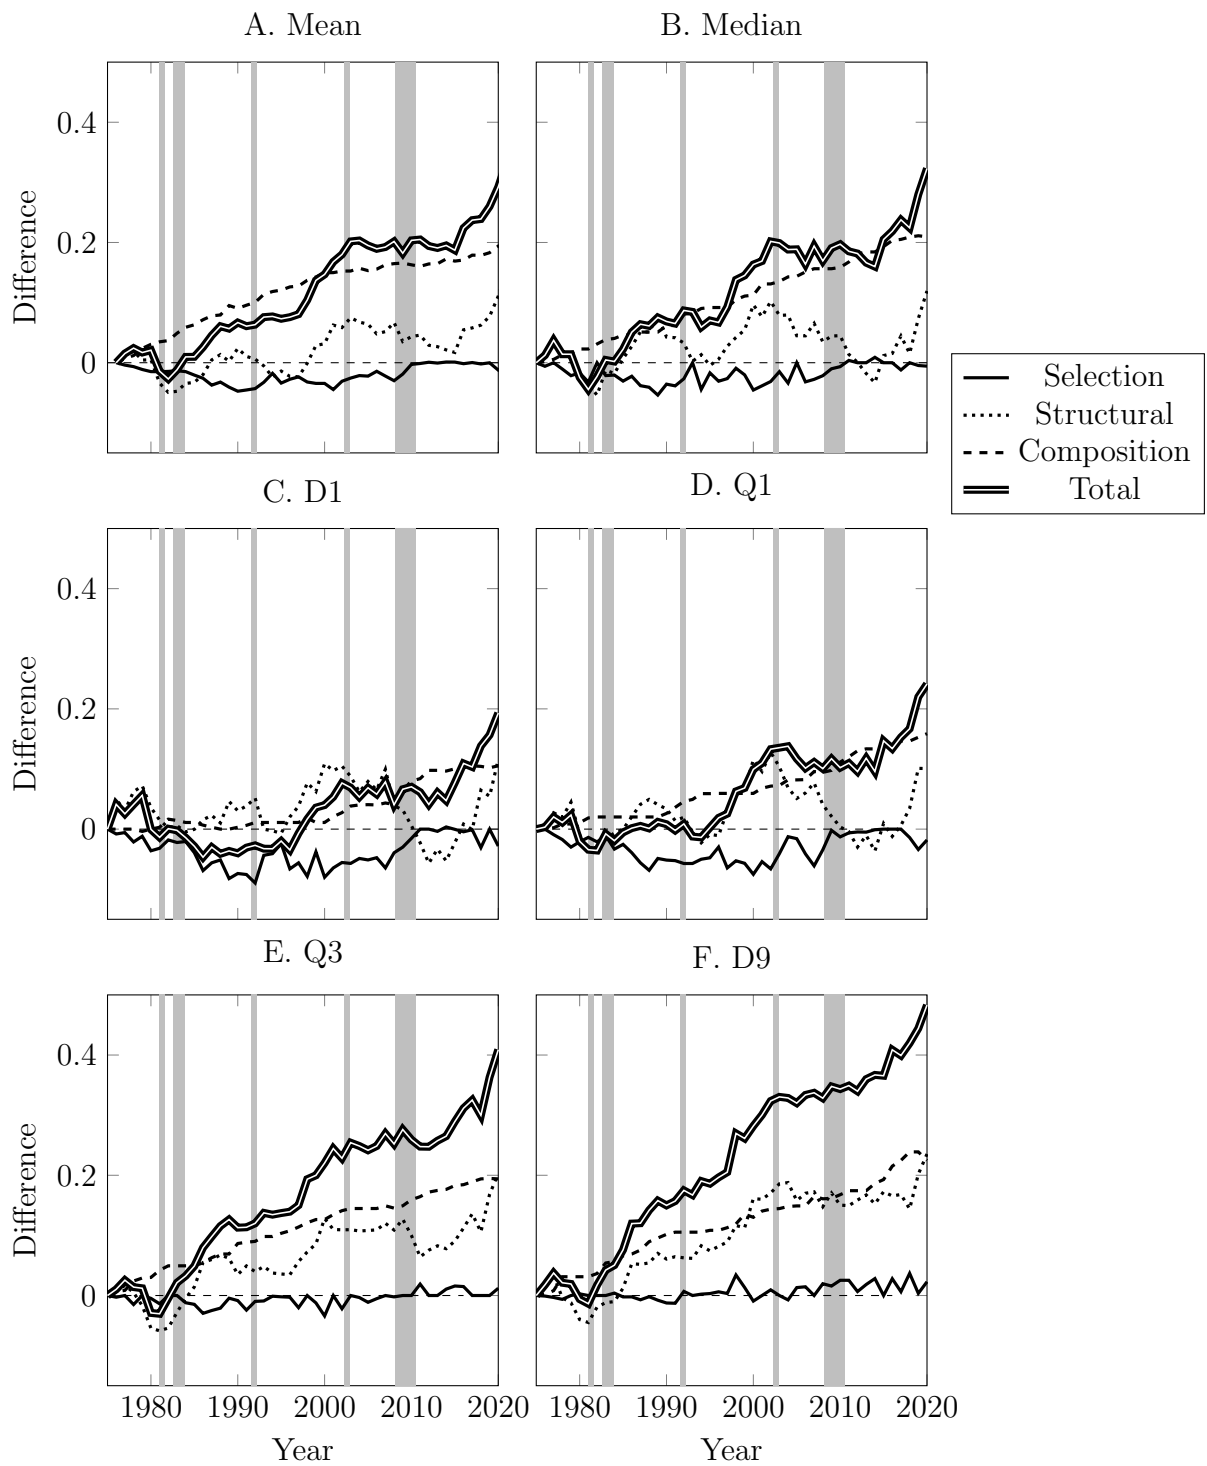 A. Mean
B. Median
0.4
0.2
0
Difference
Selection
Structural
Composition
Total
C. D1
D. Q1
0.4
0.2
0
Difference
E. Q3
F. D9
0.4
0.2
0
Difference
1980 1990 2000 2010 2020
1980 1990 2000 2010 2020
Year
Year